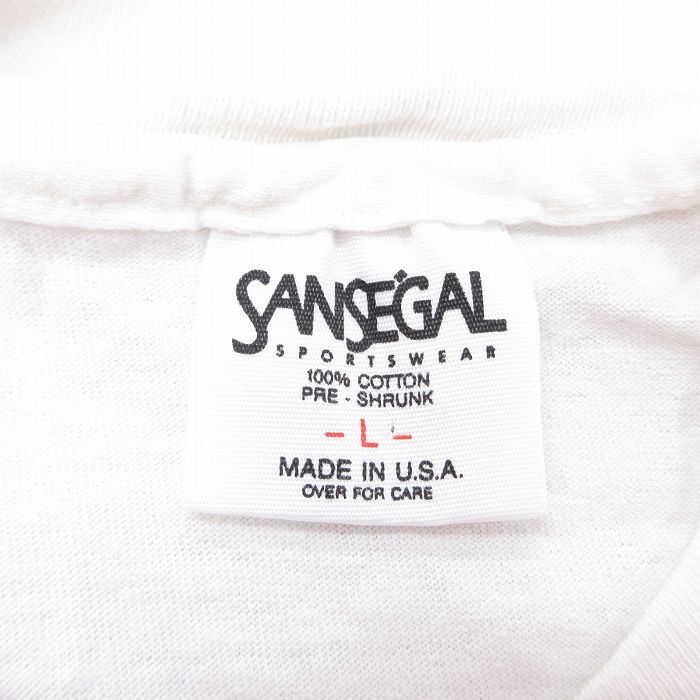 SANSEGAL
SPORTSWEAR
100% COTTON
PRE - SHRUNK
- L -
MADE IN U.S.A.
OVER FOR CARE